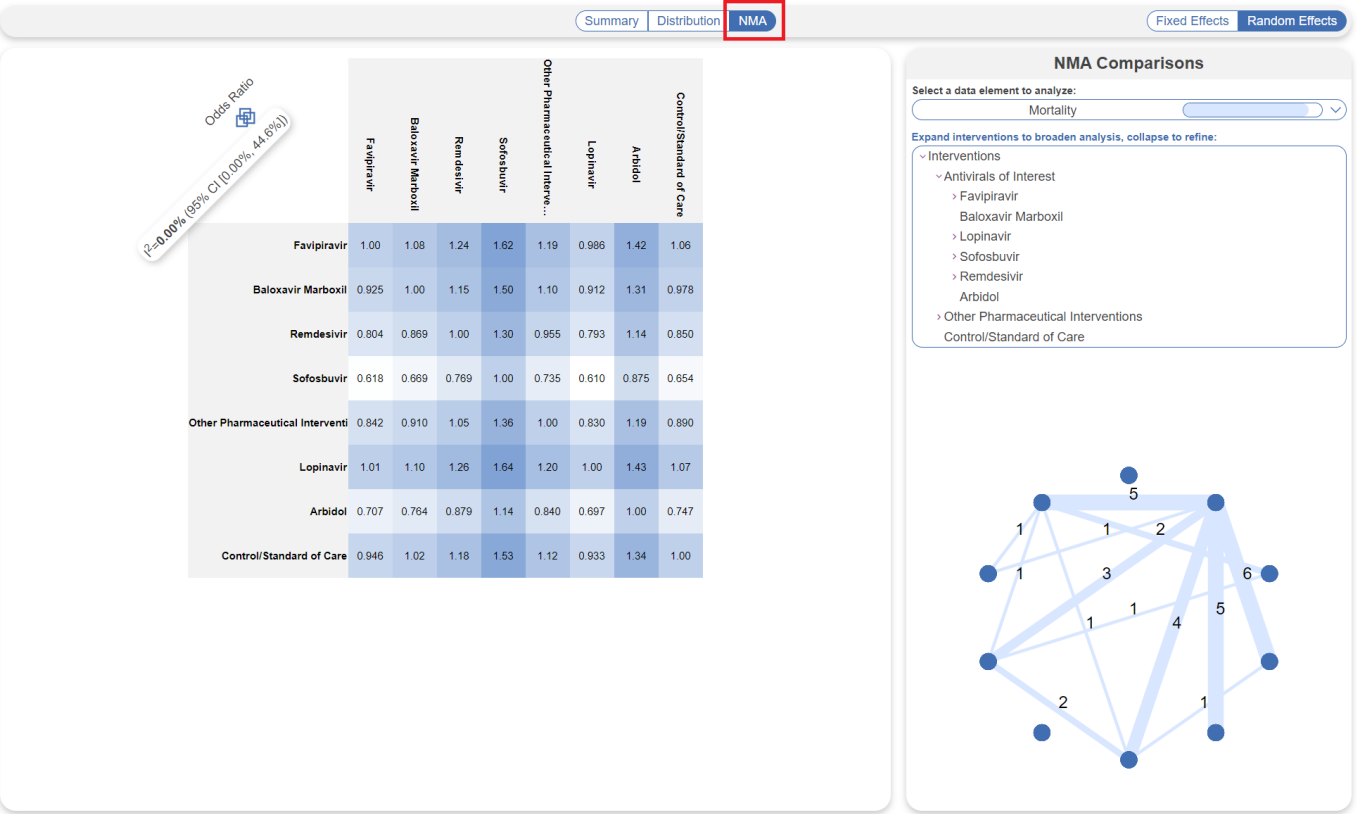 Summary Distribution NMA
Fixed Effects Random Effects
Odds Ratio
I²=0.00% (95% CI [0.00%, 44.6%])
Favipiravir
Baloxavir Marboxil
Remdesivir
Sofosbuvir
Other Pharmaceutical Interve...
Lopinavir
Arbidol
Control/Standard of Care
Favipiravir 1.00 1.08 1.24 1.62 1.19 0.986 1.42 1.06
Baloxavir Marboxil 0.925 1.00 1.15 1.50 1.10 0.912 1.31 0.978
Remdesivir 0.804 0.869 1.00 1.30 0.955 0.793 1.14 0.850
Sofosbuvir 0.618 0.669 0.769 1.00 0.735 0.610 0.875 0.654
Other Pharmaceutical Interventi 0.842 0.910 1.05 1.36 1.00 0.830 1.19 0.890
Lopinavir 1.01 1.10 1.26 1.64 1.20 1.00 1.43 1.07
Arbidol 0.707 0.764 0.879 1.14 0.840 0.697 1.00 0.747
Control/Standard of Care 0.946 1.02 1.18 1.53 1.12 0.933 1.34 1.00
NMA Comparisons
Select a data element to analyze:
Mortality
Expand interventions to broaden analysis, collapse to refine:
Interventions
Antivirals of Interest
Favipiravir
Baloxavir Marboxil
Lopinavir
Sofosbuvir
Remdesivir
Arbidol
Other Pharmaceutical Interventions
Control/Standard of Care
5
1 1 2
1 3 6
1 5
1 4
2 1